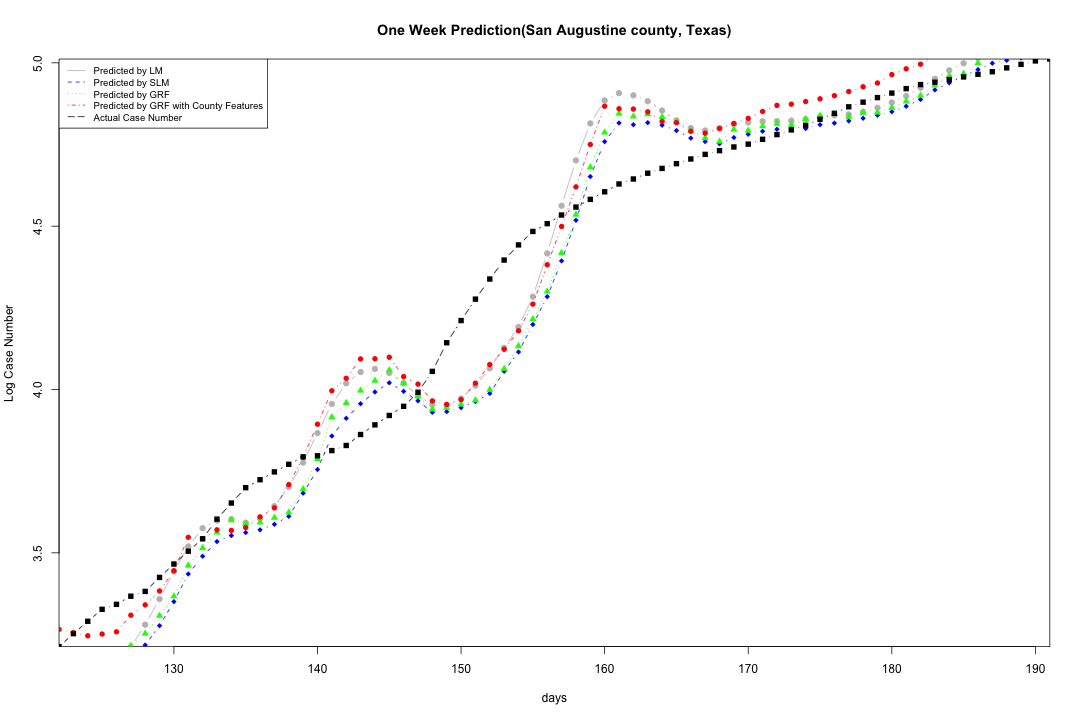 One Week Prediction(San Augustine county, Texas)
Predicted by LM
Predicted by SLM
Predicted by GRF
Predicted by GRF with County Features
Actual Case Number
Log Case Number
5.0
4.5
4.0
3.5
130 140 150 160 170 180 190
days